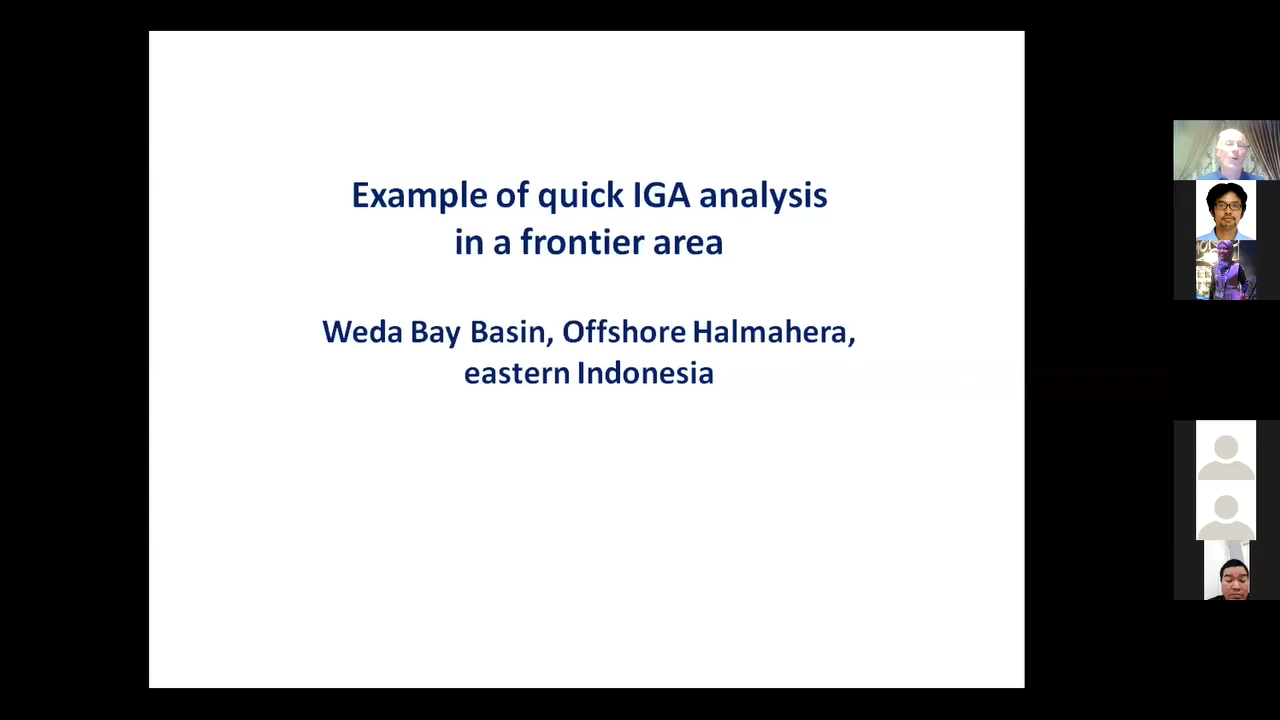 Example of quick IGA analysis
in a frontier area
Weda Bay Basin, Offshore Halmahera,
eastern Indonesia